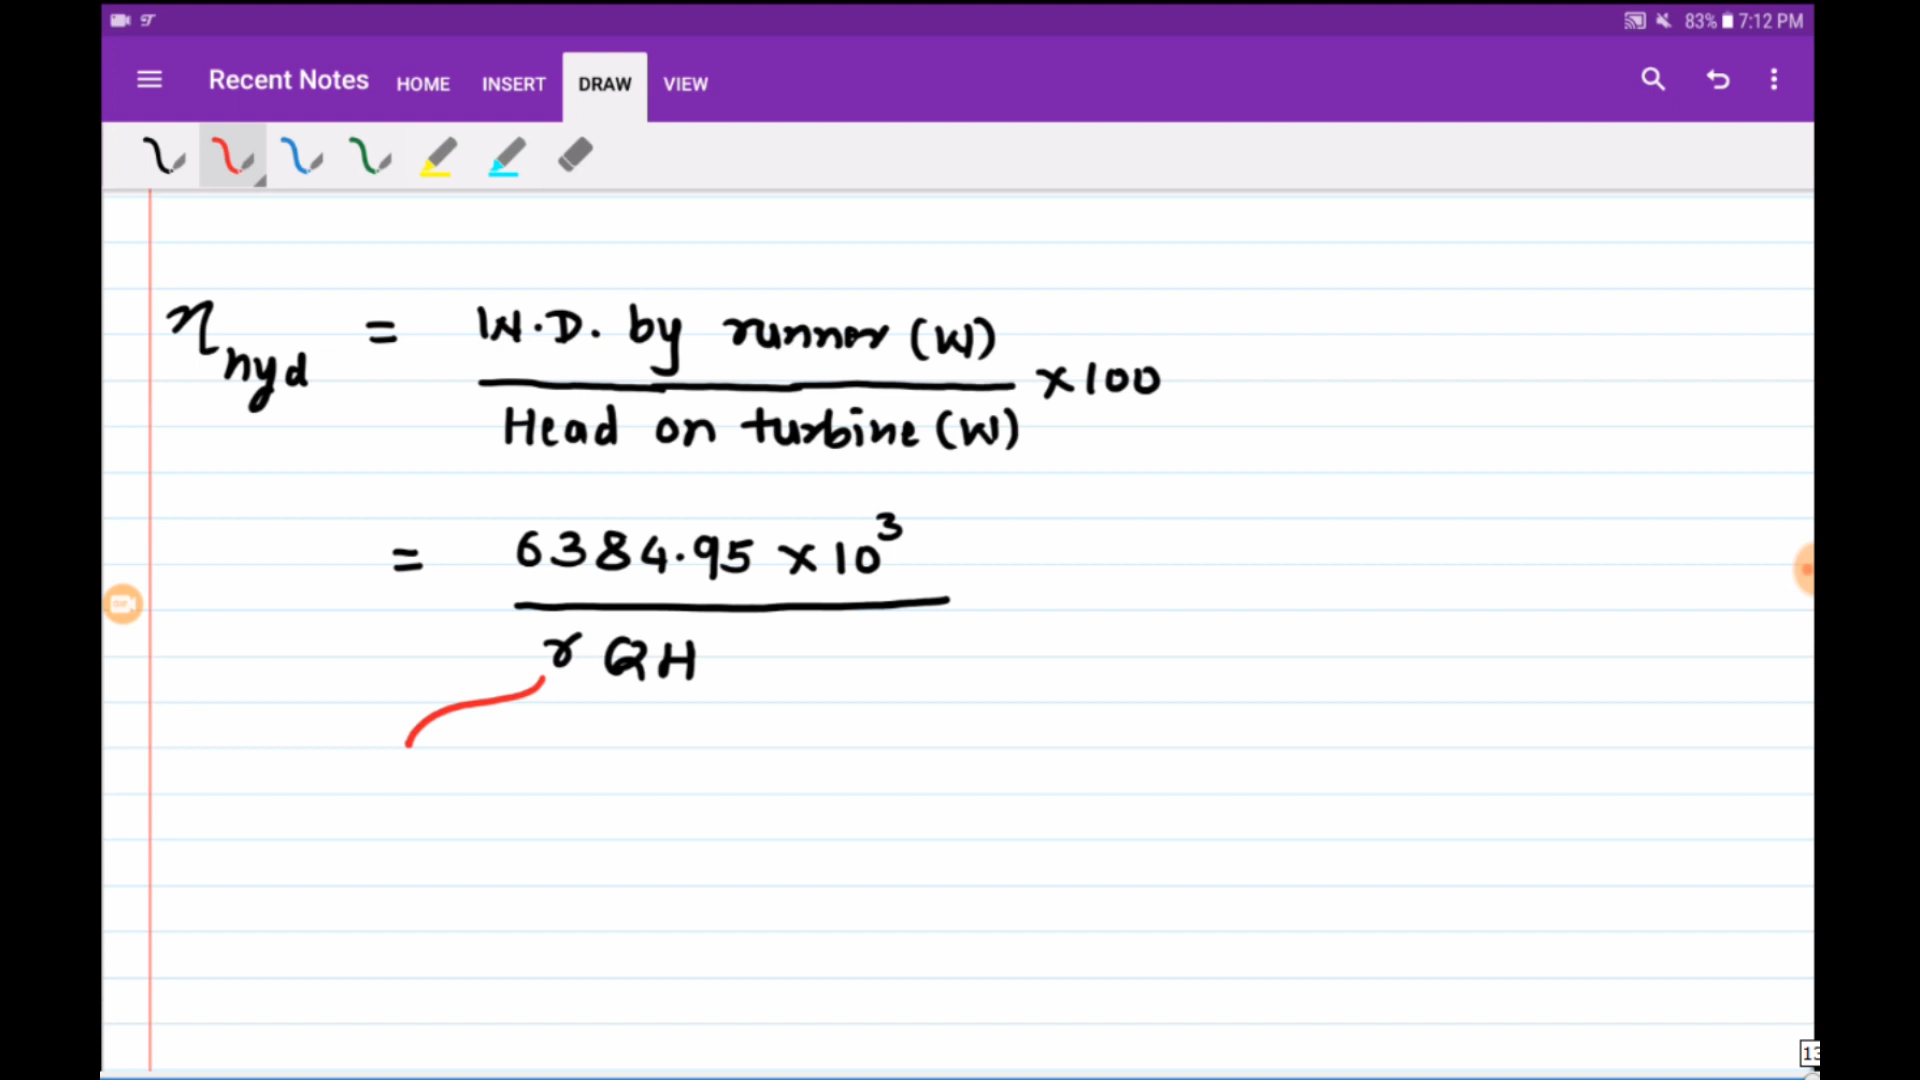 83% 7:12 PM
Recent Notes HOME INSERT DRAW VIEW
η hyd = W.D. by runner (W)
Head on turbine (W)
× 100
= 6384.95 × 10³
γ Q H
13